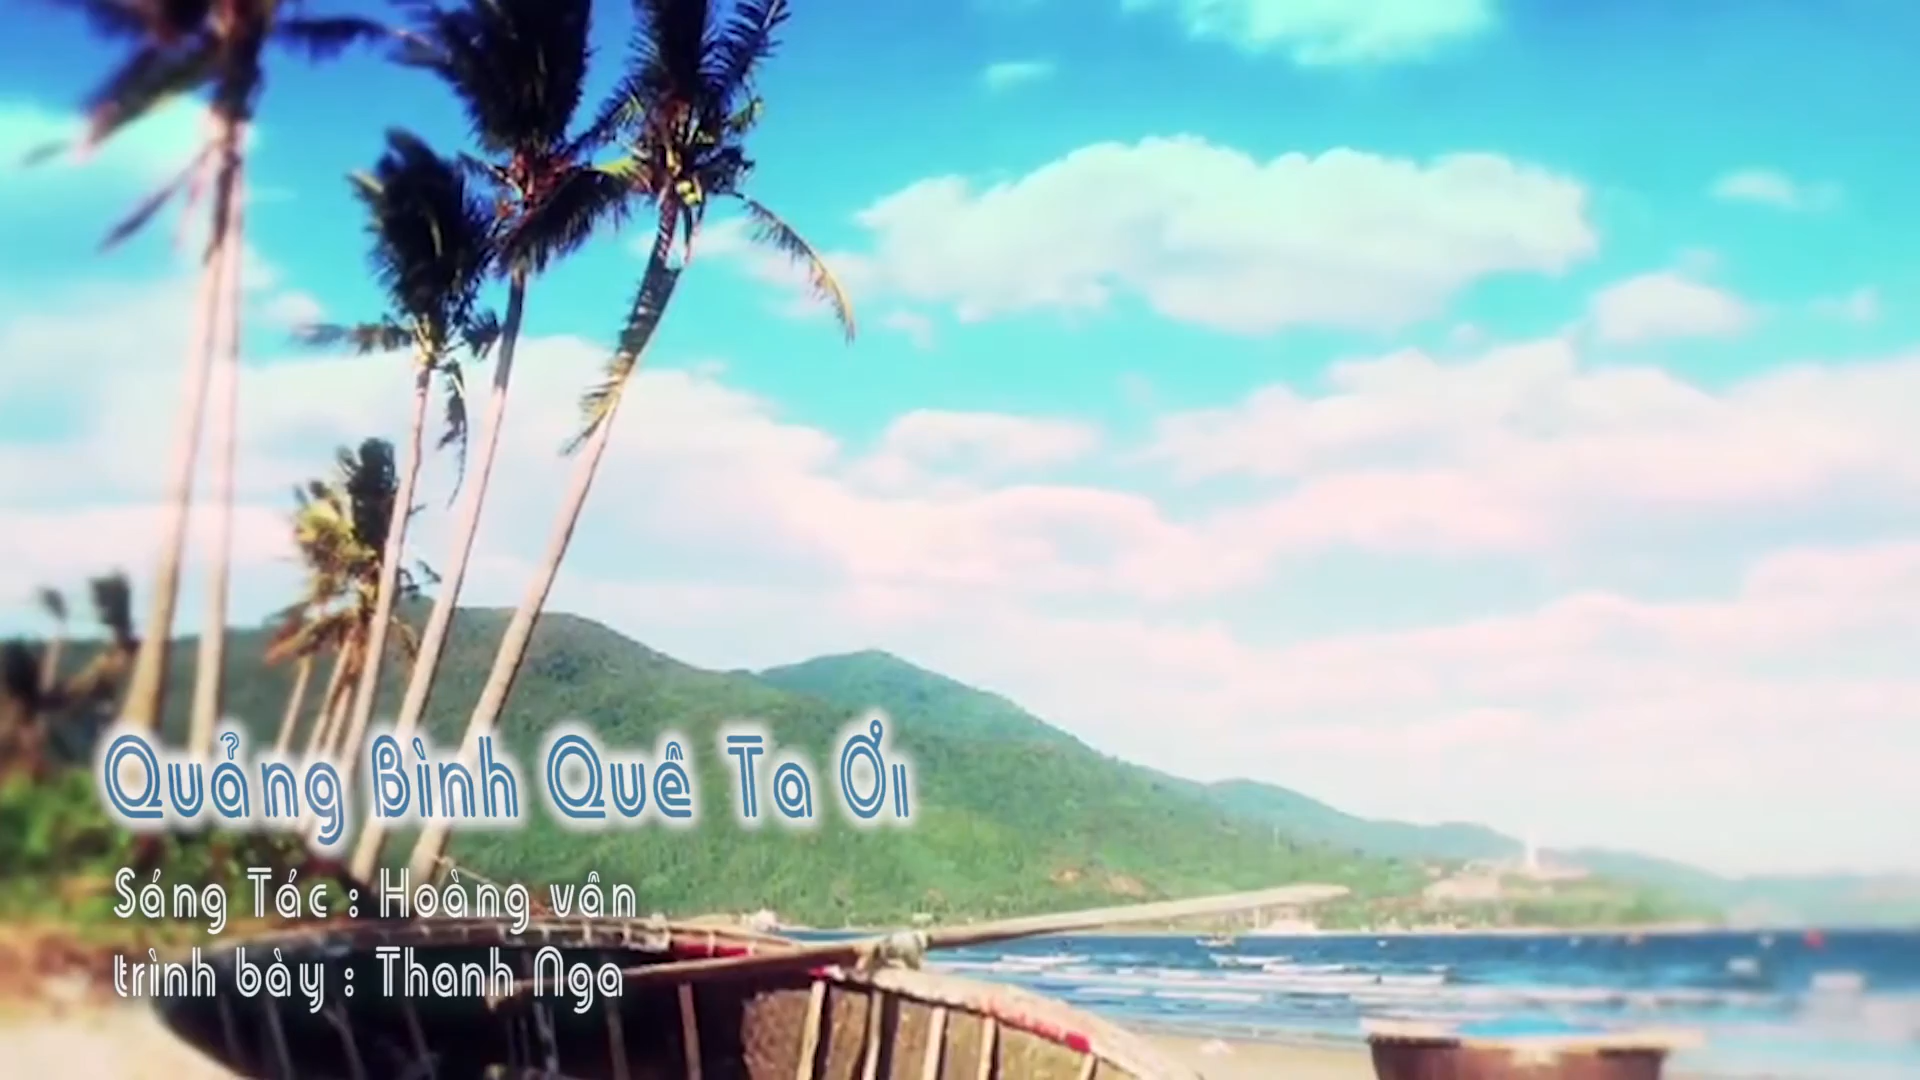 Quảng Bình Quê Ta Ơi
Sáng Tác : Hoàng vân
trình bày : Thanh Nga